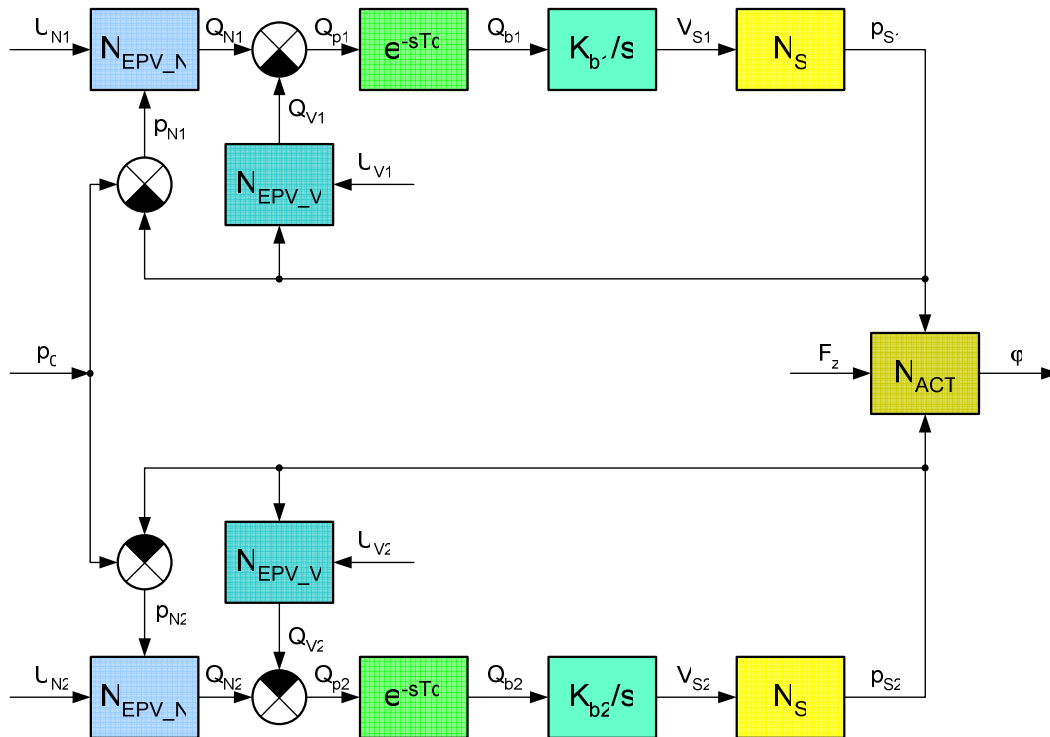 U_N1 Q_N1 Q_p1 Q_b1 V_S1 p_S1
N_EPV_N e^-sTd K_b1/s N_S
p_N1 Q_V1
N_EPV_V U_V1
p_0 F_z N_ACT φ
N_EPV_V U_V2
p_N2 Q_V2
U_N2 Q_N2 Q_p2 Q_b2 V_S2 p_S2
N_EPV_N e^-sTd K_b2/s N_S